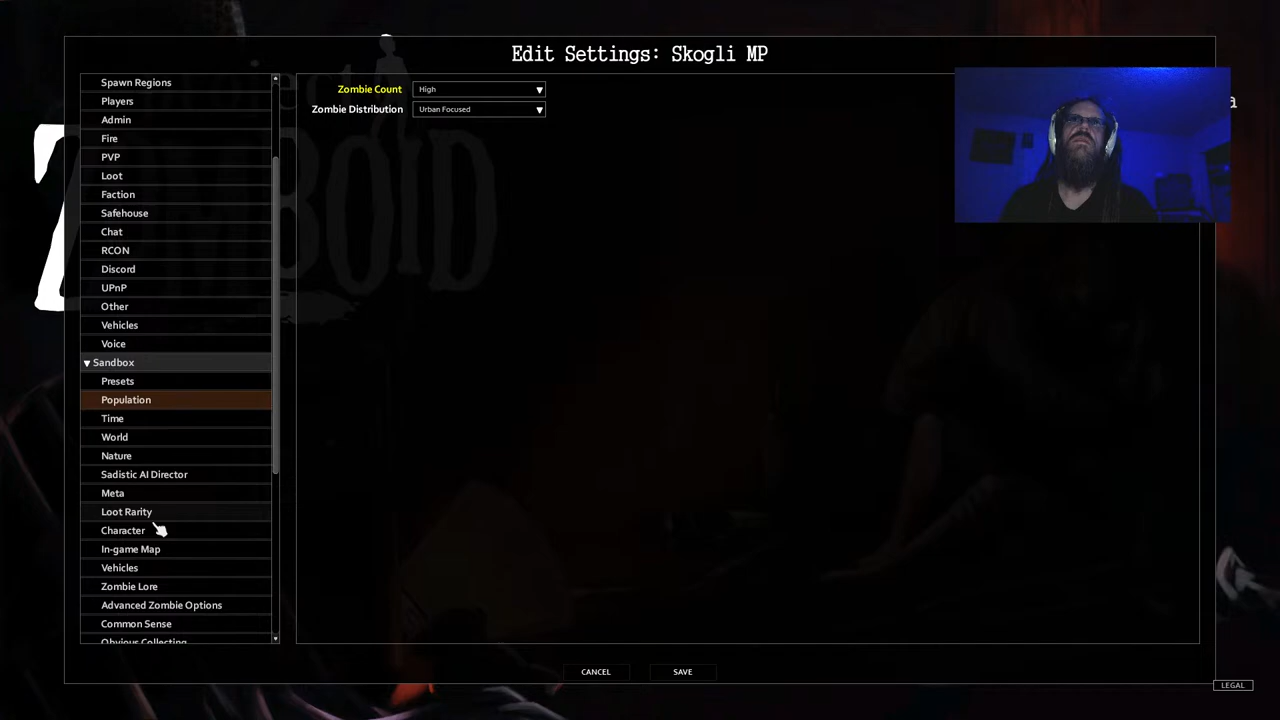 Edit Settings: Skogli MP
Spawn Regions
Players
Admin
Fire
PVP
Loot
Faction
Safehouse
Chat
RCON
Discord
UPnP
Other
Vehicles
Voice
Sandbox
Presets
Population
Time
World
Nature
Sadistic AI Director
Meta
Loot Rarity
Character
In-game Map
Vehicles
Zombie Lore
Advanced Zombie Options
Common Sense
Obvious Collecting
Zombie Count High
Zombie Distribution Urban Focused
CANCEL SAVE
LEGAL